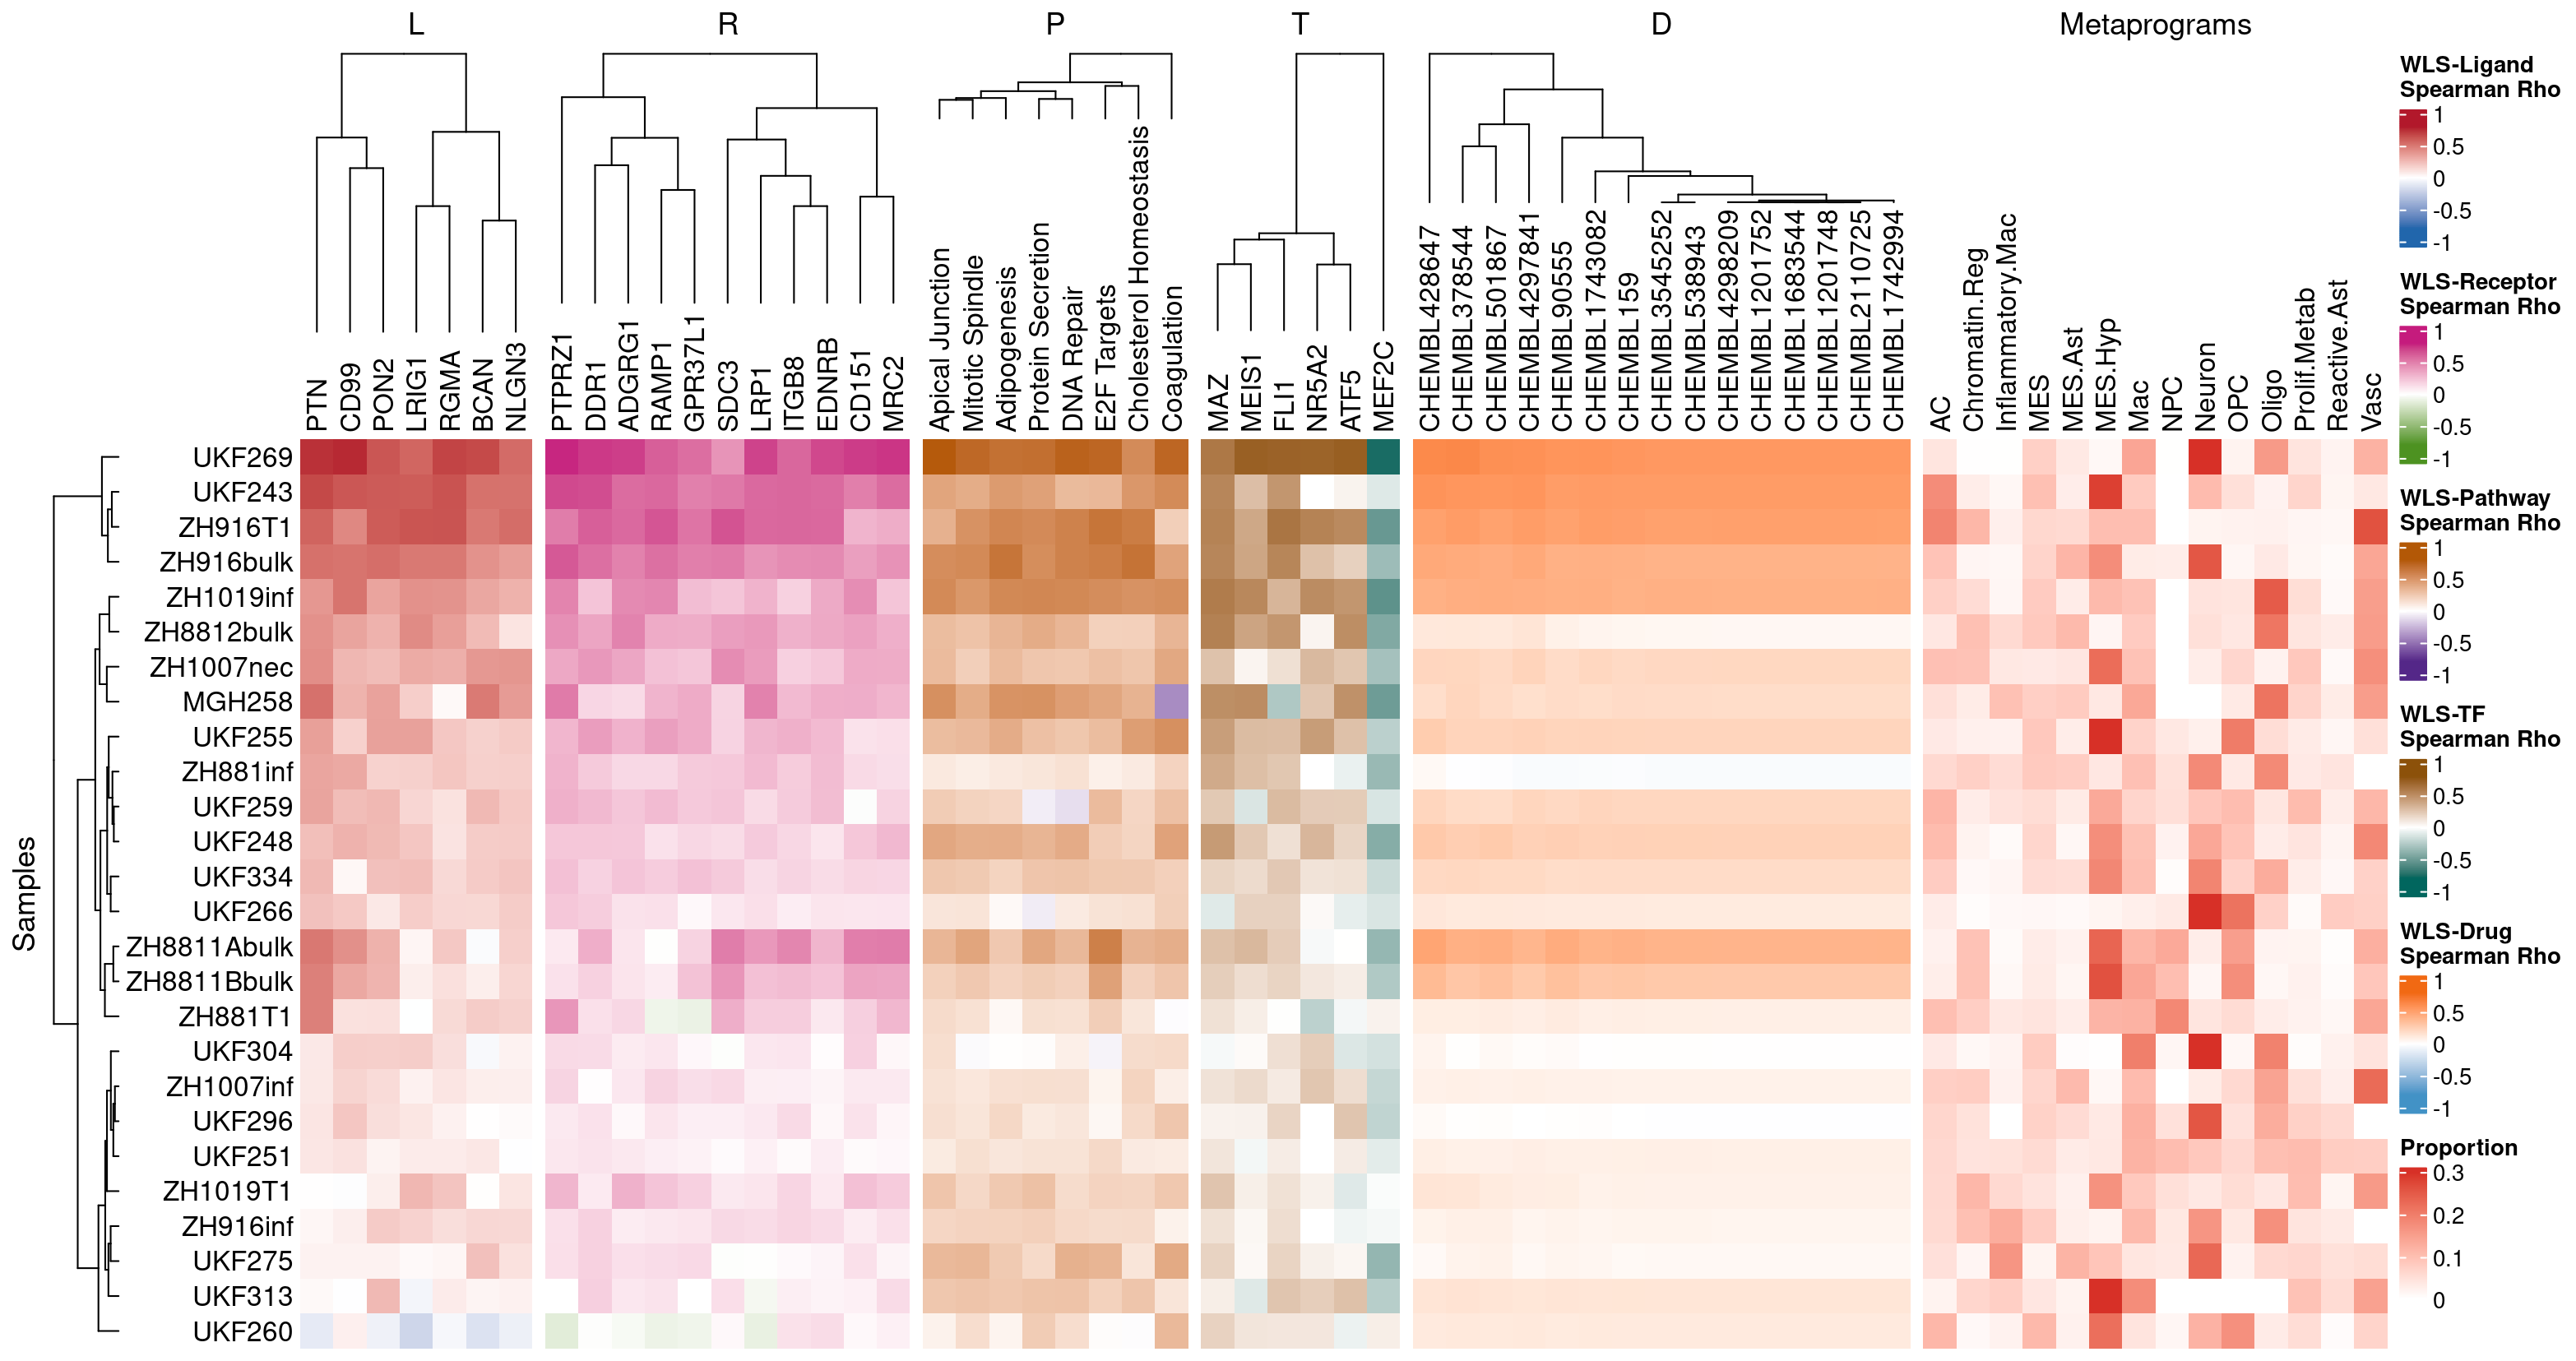 L R P T D Metaprograms
PTN
CD99
PON2
LRIG1
RGMA
BCAN
NLGN3
PTPRZ1
DDR1
ADGRG1
RAMP1
GPR37L1
SDC3
LRP1
ITGB8
EDNRB
CD151
MRC2
Apical Junction
Mitotic Spindle
Adipogenesis
Protein Secretion
DNA Repair
E2F Targets
Cholesterol Homeostasis
Coagulation
MAZ
MEIS1
FLI1
NR5A2
ATF5
MEF2C
CHEMBL428647
CHEMBL378544
CHEMBL501867
CHEMBL4297841
CHEMBL905555
CHEMBL1743082
CHEMBL159
CHEMBL3545252
CHEMBL538943
CHEMBL4298209
CHEMBL1201752
CHEMBL1683544
CHEMBL1201748
CHEMBL2110725
CHEMBL1742994
AC
Chromatin.Reg
Inflammatory.Mac
MES
MES.Ast
MES.Hyp
Mac
NPC
Neuron
OPC
Oligo
Prolif.Metab
Reactive.Ast
Vasc
Samples
UKF269
UKF243
ZH916T1
ZH916bulk
ZH1019inf
ZH8812bulk
ZH1007nec
MGH258
UKF255
ZH881inf
UKF259
UKF248
UKF334
UKF266
ZH8811Abulk
ZH8811Bbulk
ZH881T1
UKF304
ZH1007inf
UKF296
UKF251
ZH1019T1
ZH916inf
UKF275
UKF313
UKF260
WLS-Ligand
Spearman Rho
1
0.5
0
-0.5
-1
WLS-Receptor
Spearman Rho
1
0.5
0
-0.5
-1
WLS-Pathway
Spearman Rho
1
0.5
0
-0.5
-1
WLS-TF
Spearman Rho
1
0.5
0
-0.5
-1
WLS-Drug
Spearman Rho
1
0.5
0
-0.5
-1
Proportion
0.3
0.2
0.1
0